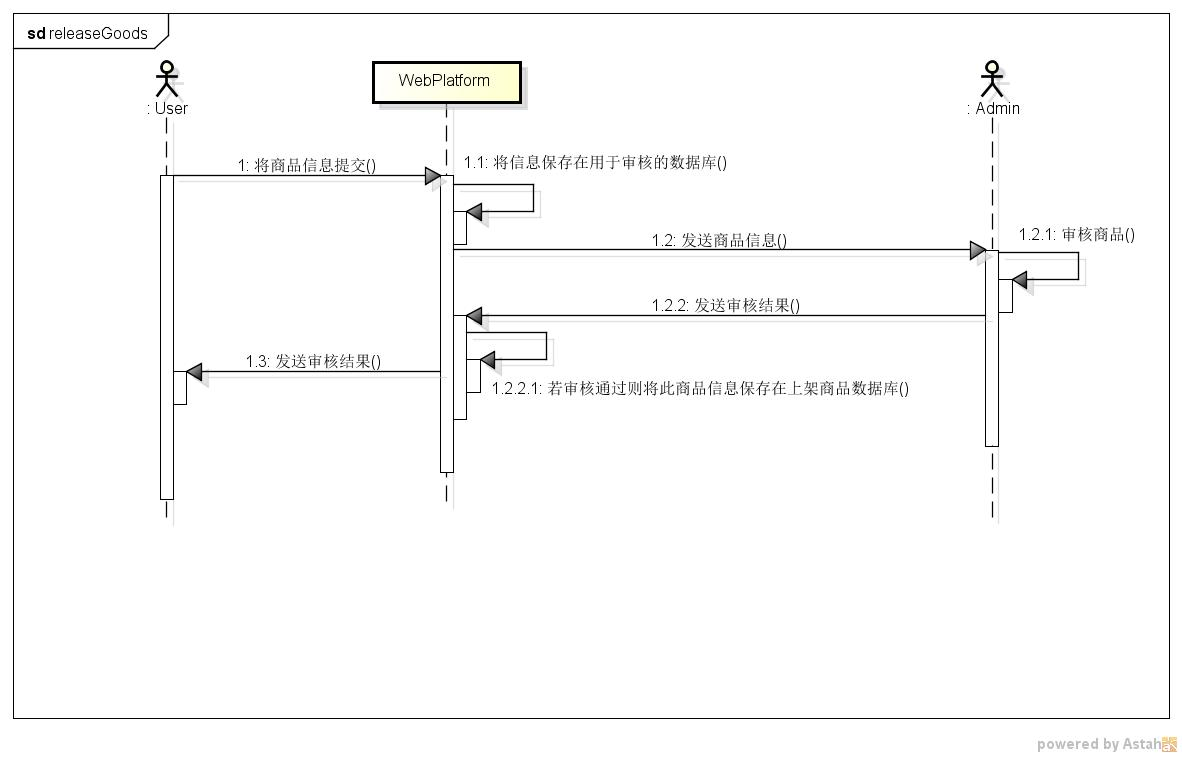 sd releaseGoods
WebPlatform
: User
: Admin
1: 将商品信息提交()
1.1: 将信息保存在用于审核的数据库()
1.2: 发送商品信息()
1.2.1: 审核商品()
1.2.2: 发送审核结果()
1.3: 发送审核结果()
1.2.2.1: 若审核通过则将此商品信息保存在上架商品数据库()
powered by Astah